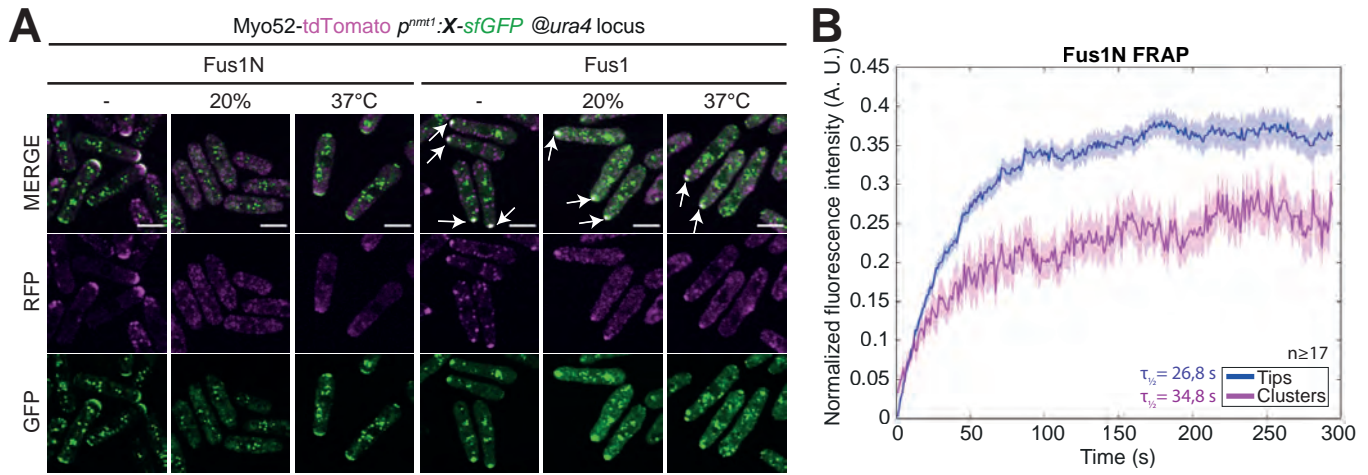 A
Myo52-tdTomato pnmt1:X-sfGFP @ura4 locus
Fus1N Fus1
- 20% 37°C - 20% 37°C
MERGE
RFP
GFP
B
Fus1N FRAP
Normalized fluorescence intensity (A. U.)
0.45
0.4
0.35
0.3
0.25
0.2
0.15
0.1
0.05
0
n≥17
τ½= 26,8 s Tips
τ½= 34,8 s Clusters
0 50 100 150 200 250 300
Time (s)